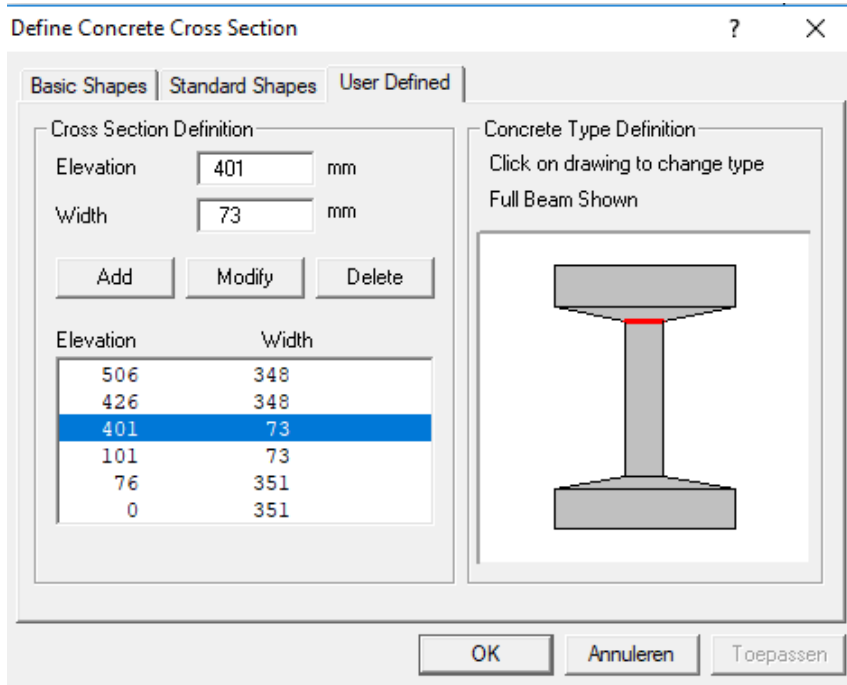 Define Concrete Cross Section ?
Basic Shapes Standard Shapes User Defined
Cross Section Definition
Elevation 401 mm
Width 73 mm
Add Modify Delete
Elevation Width
506 348
426 348
401 73
101 73
76 351
0 351
Concrete Type Definition
Click on drawing to change type
Full Beam Shown
OK Annuleren Toepassen